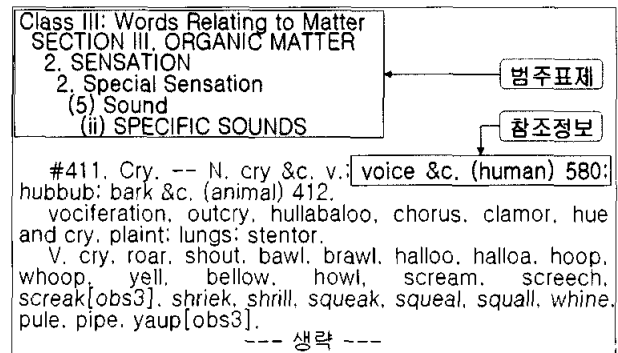 Class III: Words Relating to Matter
SECTION III. ORGANIC MATTER
2. SENSATION
2. Special Sensation
(5) Sound
(ii) SPECIFIC SOUNDS
범주표제
참조정보
#411. Cry. -- N. cry &c. v.; voice &c. (human) 580;
hubbub; bark &c. (animal) 412.
vociferation, outcry, hullabaloo, chorus, clamor, hue
and cry, plaint; lungs; stentor.
V. cry, roar, shout, bawl, brawl, halloo, halloa, hoop,
whoop, yell, bellow, howl, scream, screech,
screak[obs3], shriek, shrill, squeak, squeal, squall, whine,
pule, pipe, yaup[obs3].
--- 생략 ---